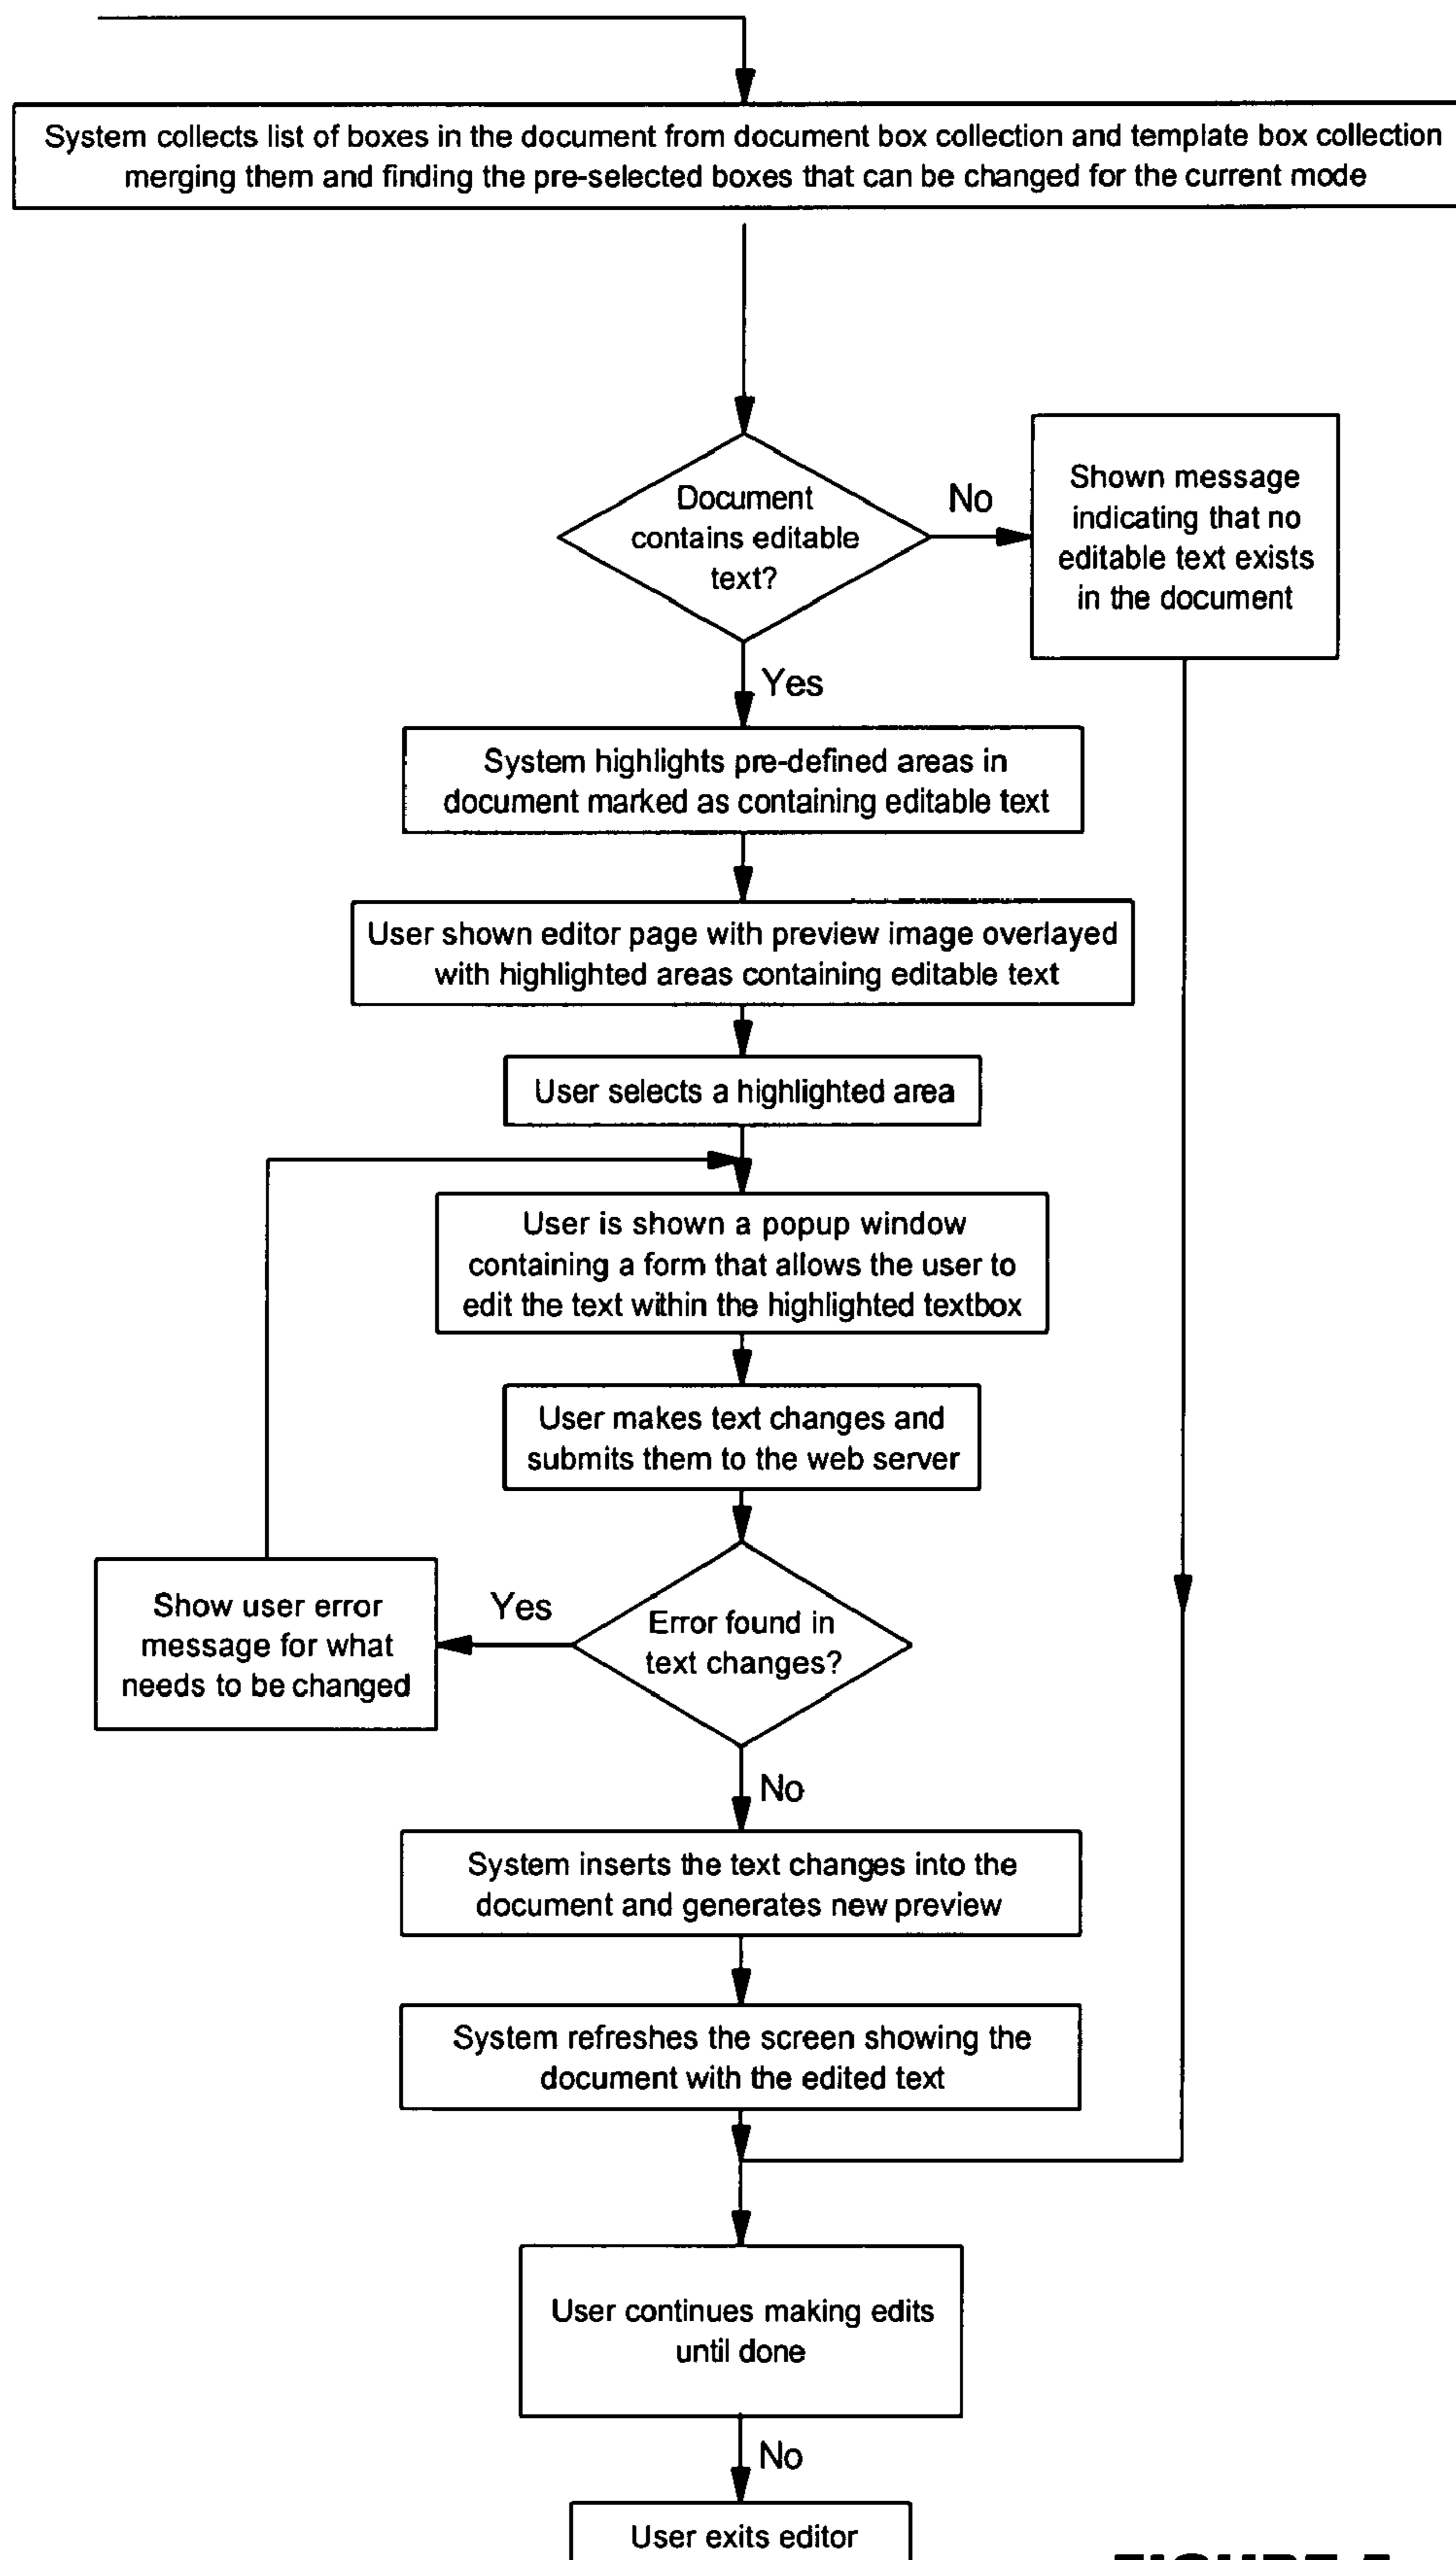 System collects list of boxes in the document from document box collection and template box collection
merging them and finding the pre-selected boxes that can be changed for the current mode
Document
contains editable
text?
No
Shown message
indicating that no
editable text exists
in the document
Yes
System highlights pre-defined areas in
document marked as containing editable text
User shown editor page with preview image overlayed
with highlighted areas containing editable text
User selects a highlighted area
User is shown a popup window
containing a form that allows the user to
edit the text within the highlighted textbox
User makes text changes and
submits them to the web server
Error found in
text changes?
Yes
Show user error
message for what
needs to be changed
No
System inserts the text changes into the
document and generates new preview
System refreshes the screen showing the
document with the edited text
User continues making edits
until done
No
User exits editor